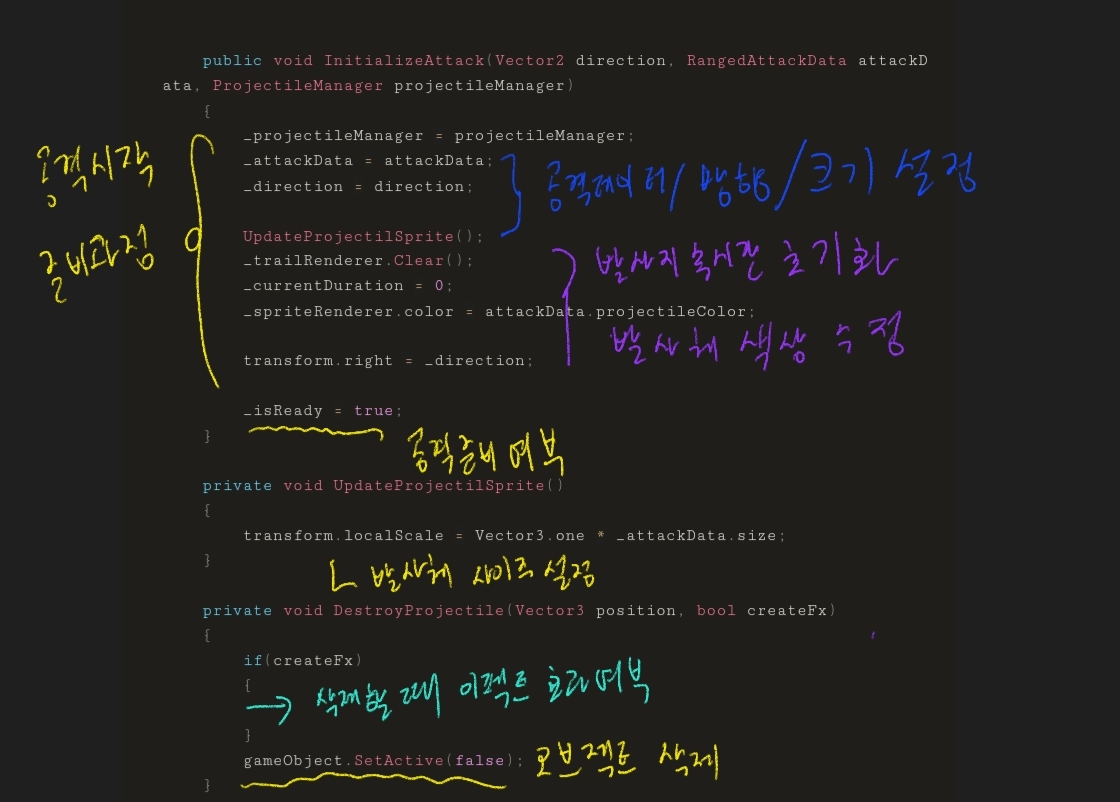 public void InitializeAttack(Vector2 direction, RangedAttackData attackD
ata, ProjectileManager projectileManager)
{
_projectileManager = projectileManager;
공격시작
_attackData = attackData;
_direction = direction;
공격데이터/방향/크기 설정
준비과정
UpdateProjectilSprite();
_trailRenderer.Clear();
발사지속시간 초기화
_currentDuration = 0;
_spriteRenderer.color = attackData.projectileColor;
발사체 색상 수정
transform.right = _direction;
_isReady = true;
}
공격준비 여부
private void UpdateProjectilSprite()
{
transform.localScale = Vector3.one * _attackData.size;
}
발사체 사이즈 설정
private void DestroyProjectile(Vector3 position, bool createFx)
{
if(createFx)
{
→ 삭제할 때 이펙트 효과여부
}
gameObject.SetActive(false); 오브젝트 삭제
}